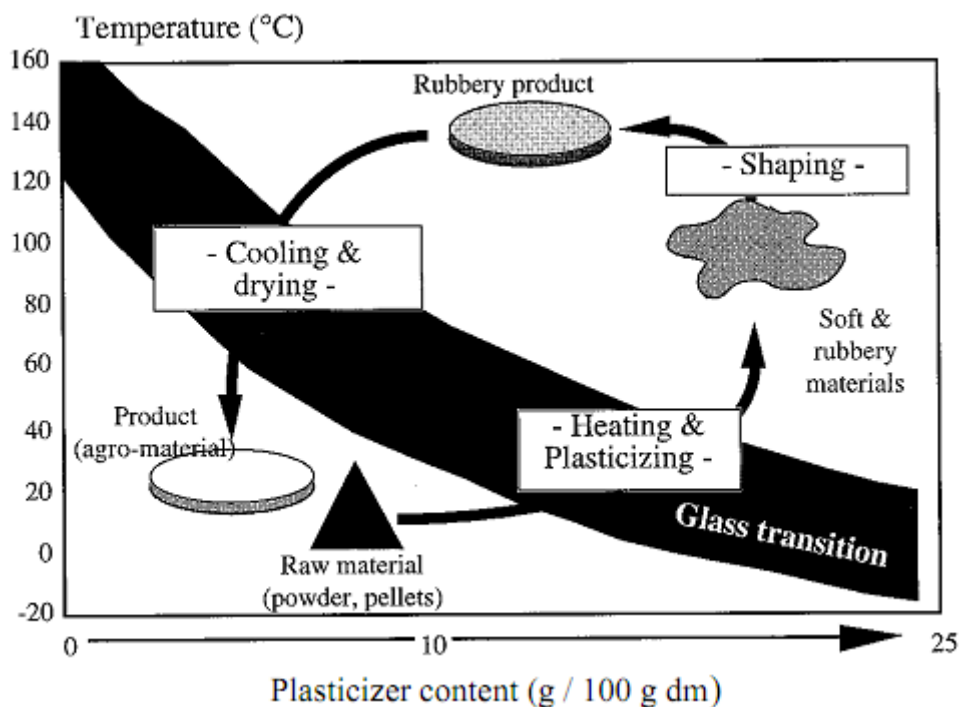 Temperature (°C)
160
140
120
100
80
60
40
20
0
-20
Rubbery product
- Shaping -
- Cooling &
drying -
Soft &
rubbery
materials
Product
(agro-material)
- Heating &
Plasticizing -
Glass transition
Raw material
(powder, pellets)
0
10
25
Plasticizer content (g / 100 g dm)